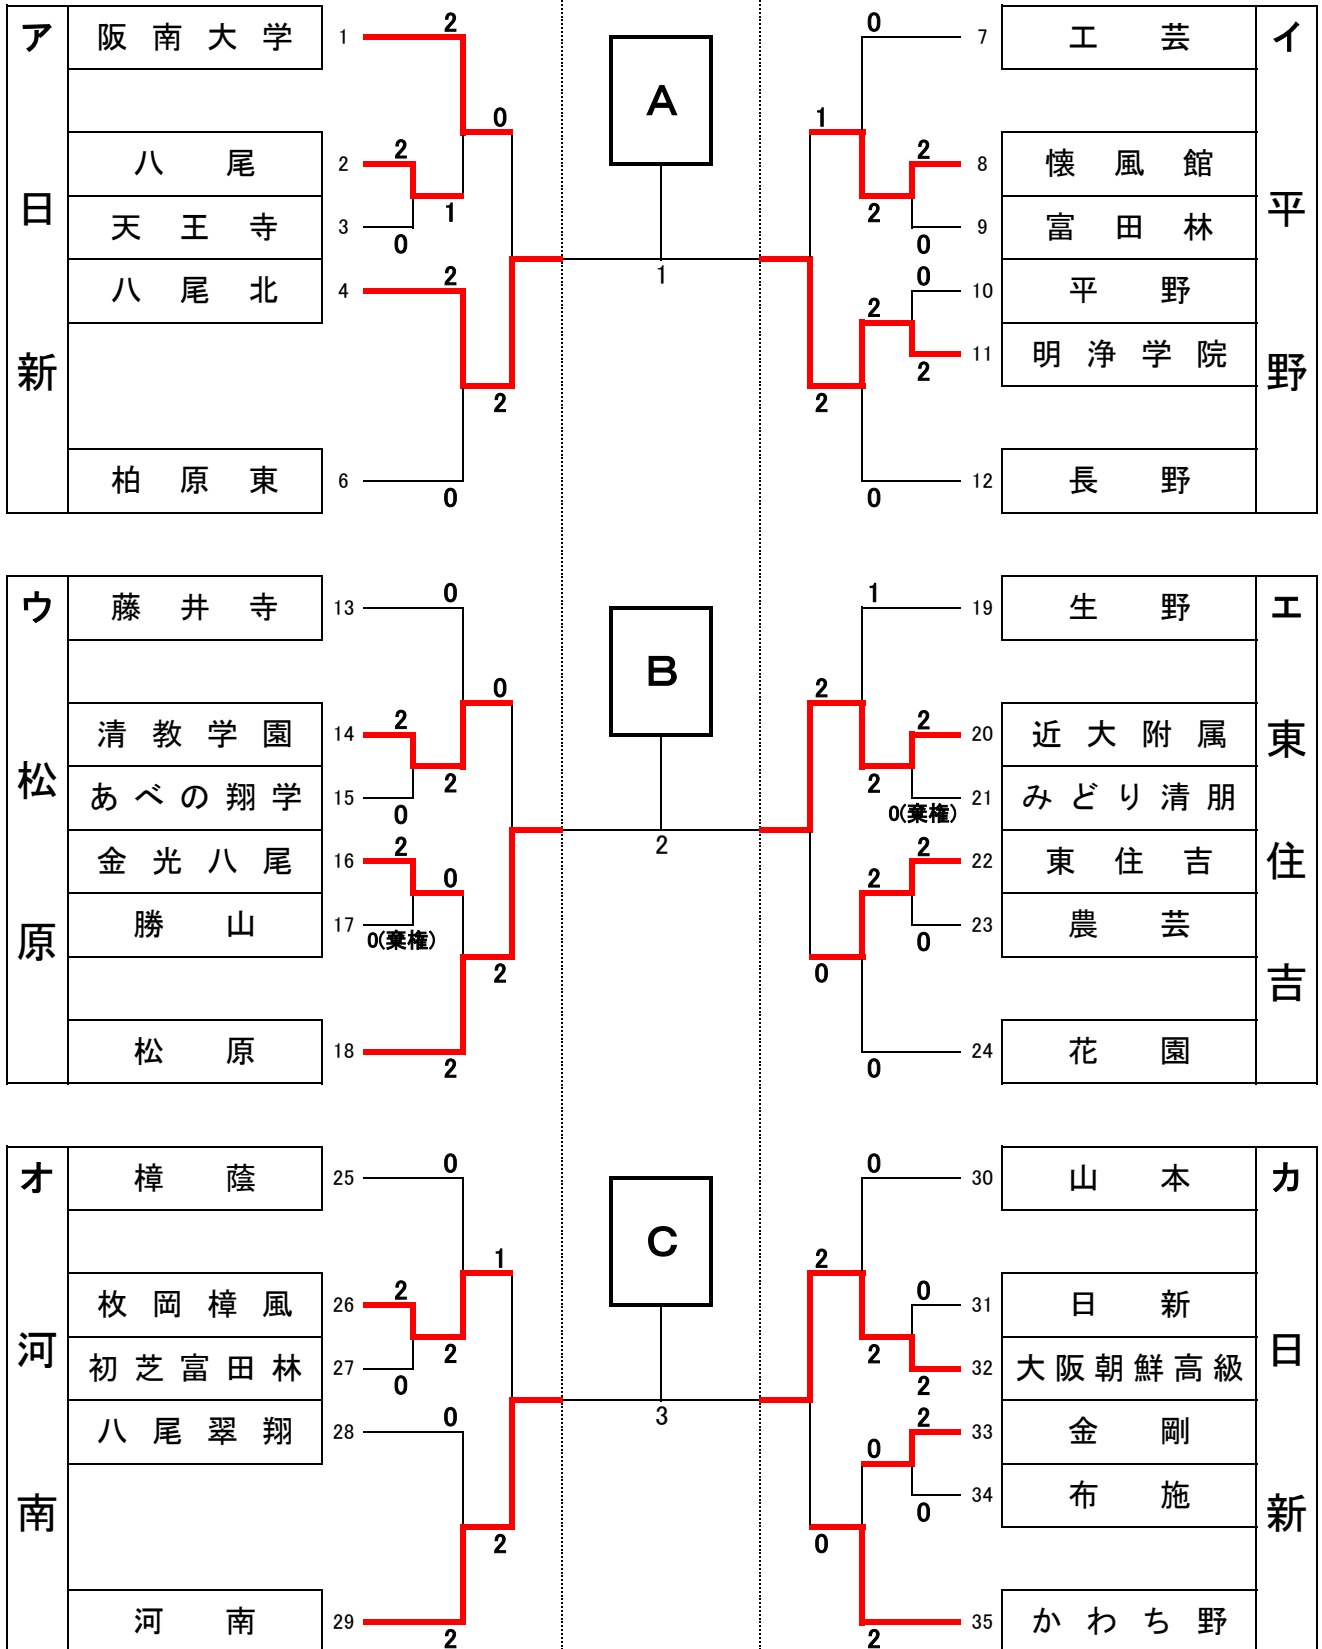 ア 阪南大学 1 2 A 0 7 工芸 イ
0 1
日 八尾 2 2 2 8 懐風館 平
1 2
新 天王寺 3 0 0 9 富田林 野
八尾北 4 2 1 0 10 平野
2
2 2 2 11 明浄学院
柏原東 6 0 0 12 長野
ウ 藤井寺 13 0 B 1 19 生野 エ
0 2
松 清教学園 14 2 2 20 近大附属 東
2 2
原 あべの翔学 15 0 0(棄権) 21 みどり清朋 住
金光八尾 16 2 2 2 22 東住吉 吉
0 2
勝山 17 0(棄権) 0 23 農芸
2 0
松原 18 2 0 24 花園
オ 樟蔭 25 0 C 0 30 山本 カ
1 2
河 枚岡樟風 26 2 0 31 日新 日
2 2
南 初芝富田林 27 0 2 32 大阪朝鮮高級 新
八尾翠翔 28 0 3 2 33 金剛
0
0 34 布施
2 0
河南 29 2 2 35 かわち野